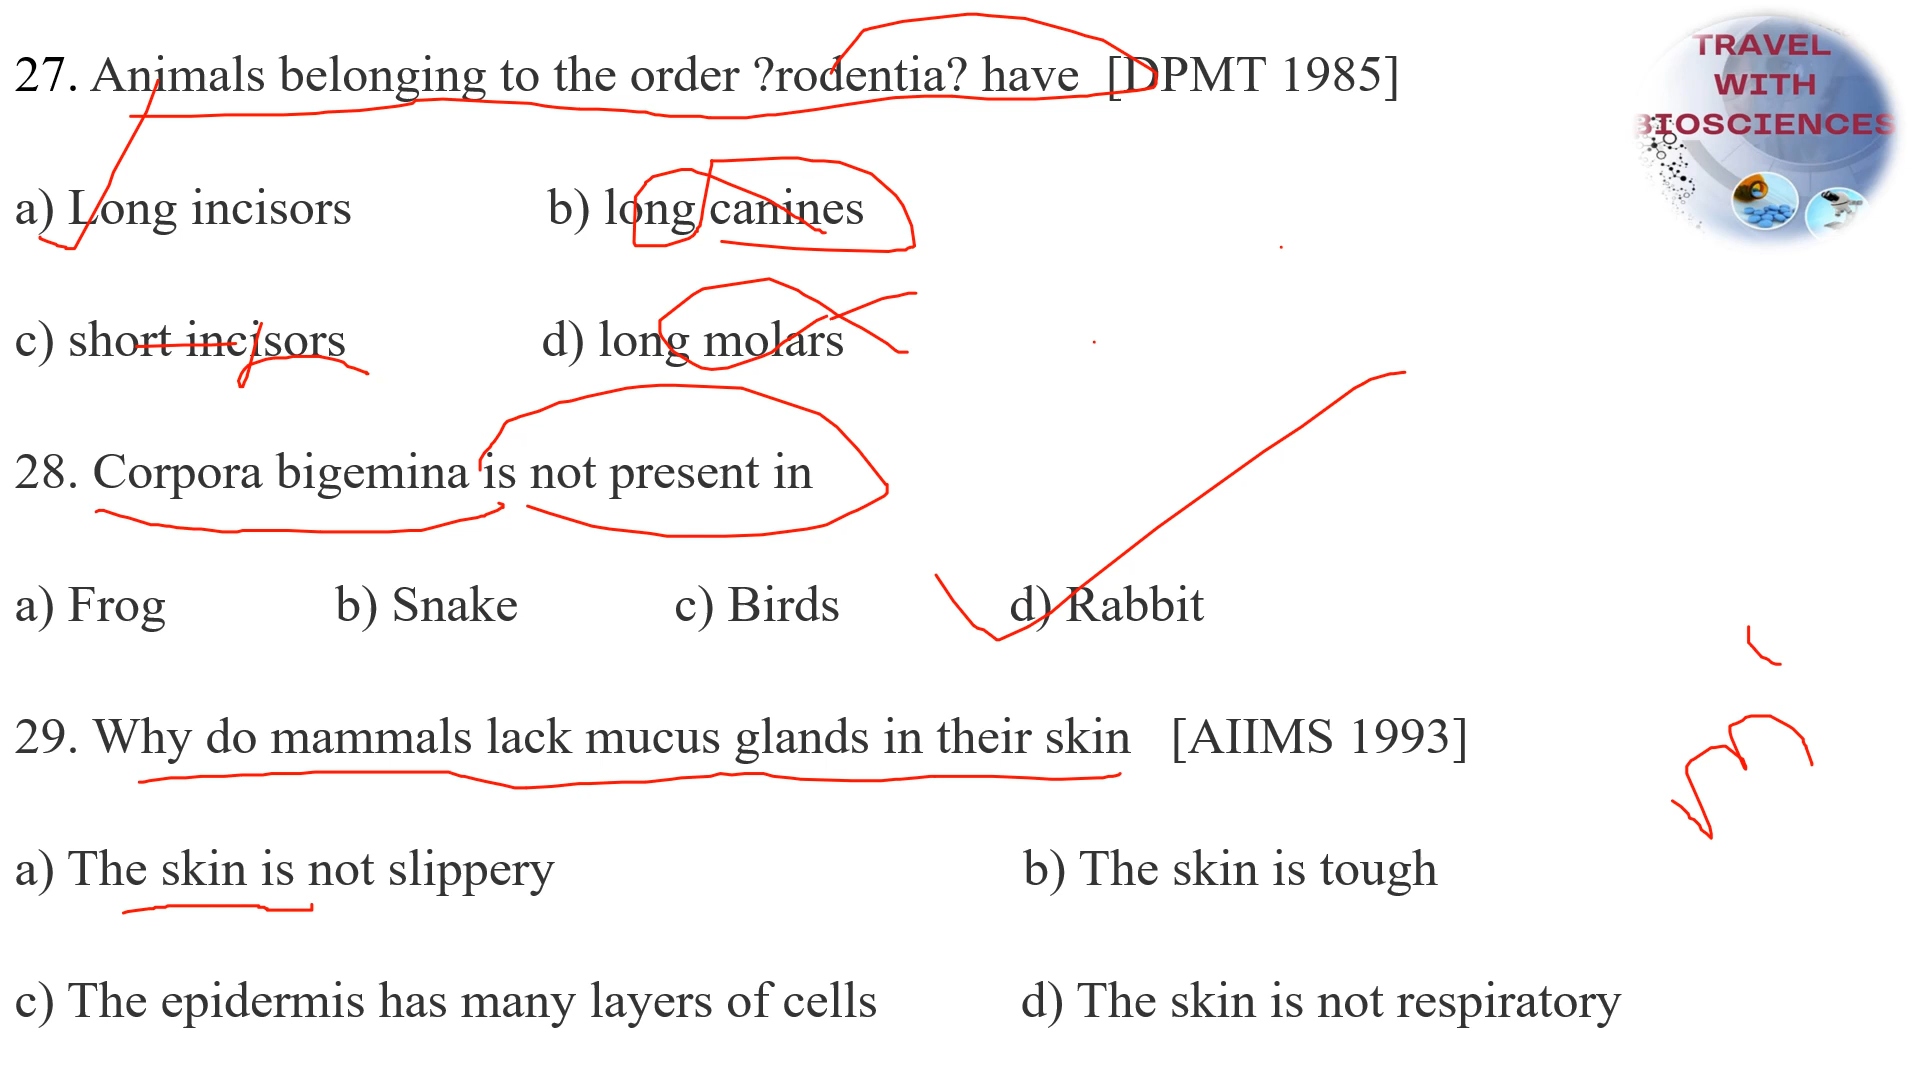 27. Animals belonging to the order ?rodentia? have [DPMT 1985]
TRAVEL
WITH
BIOSCIENCES
a) Long incisors b) long canines
c) short incisors d) long molars
28. Corpora bigemina is not present in
a) Frog b) Snake c) Birds d) Rabbit
29. Why do mammals lack mucus glands in their skin [AIIMS 1993]
a) The skin is not slippery b) The skin is tough
c) The epidermis has many layers of cells d) The skin is not respiratory